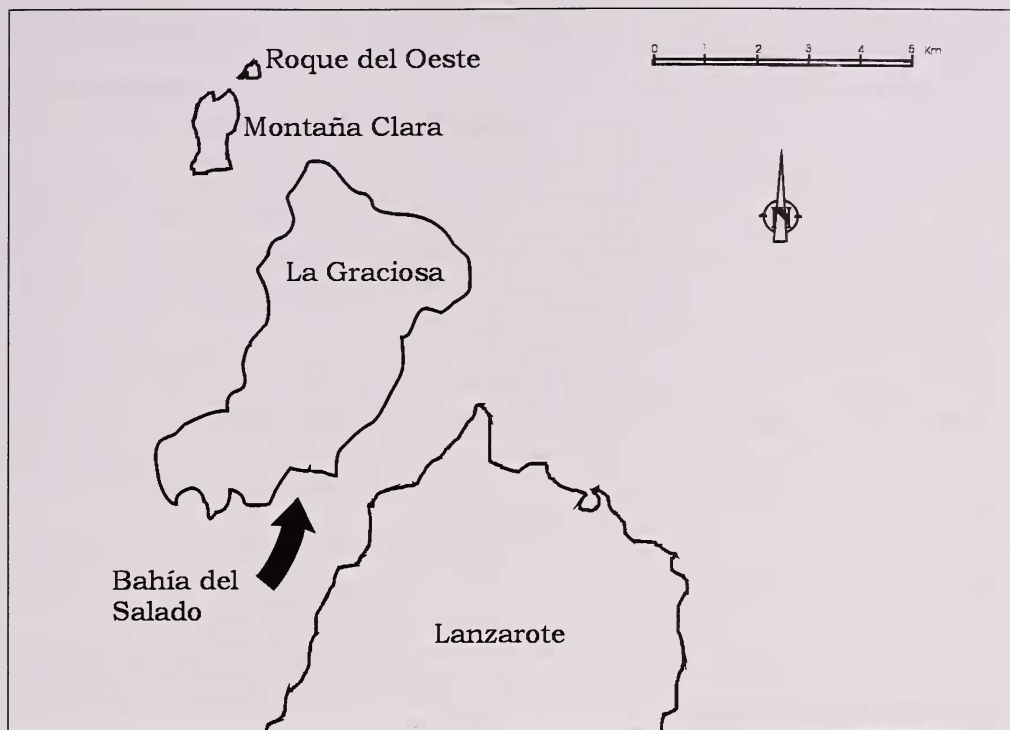 Roque del Oeste
0 1 2 3 4 5 Km
Montaña Clara
N
La Graciosa
Bahía del
Salado
Lanzarote